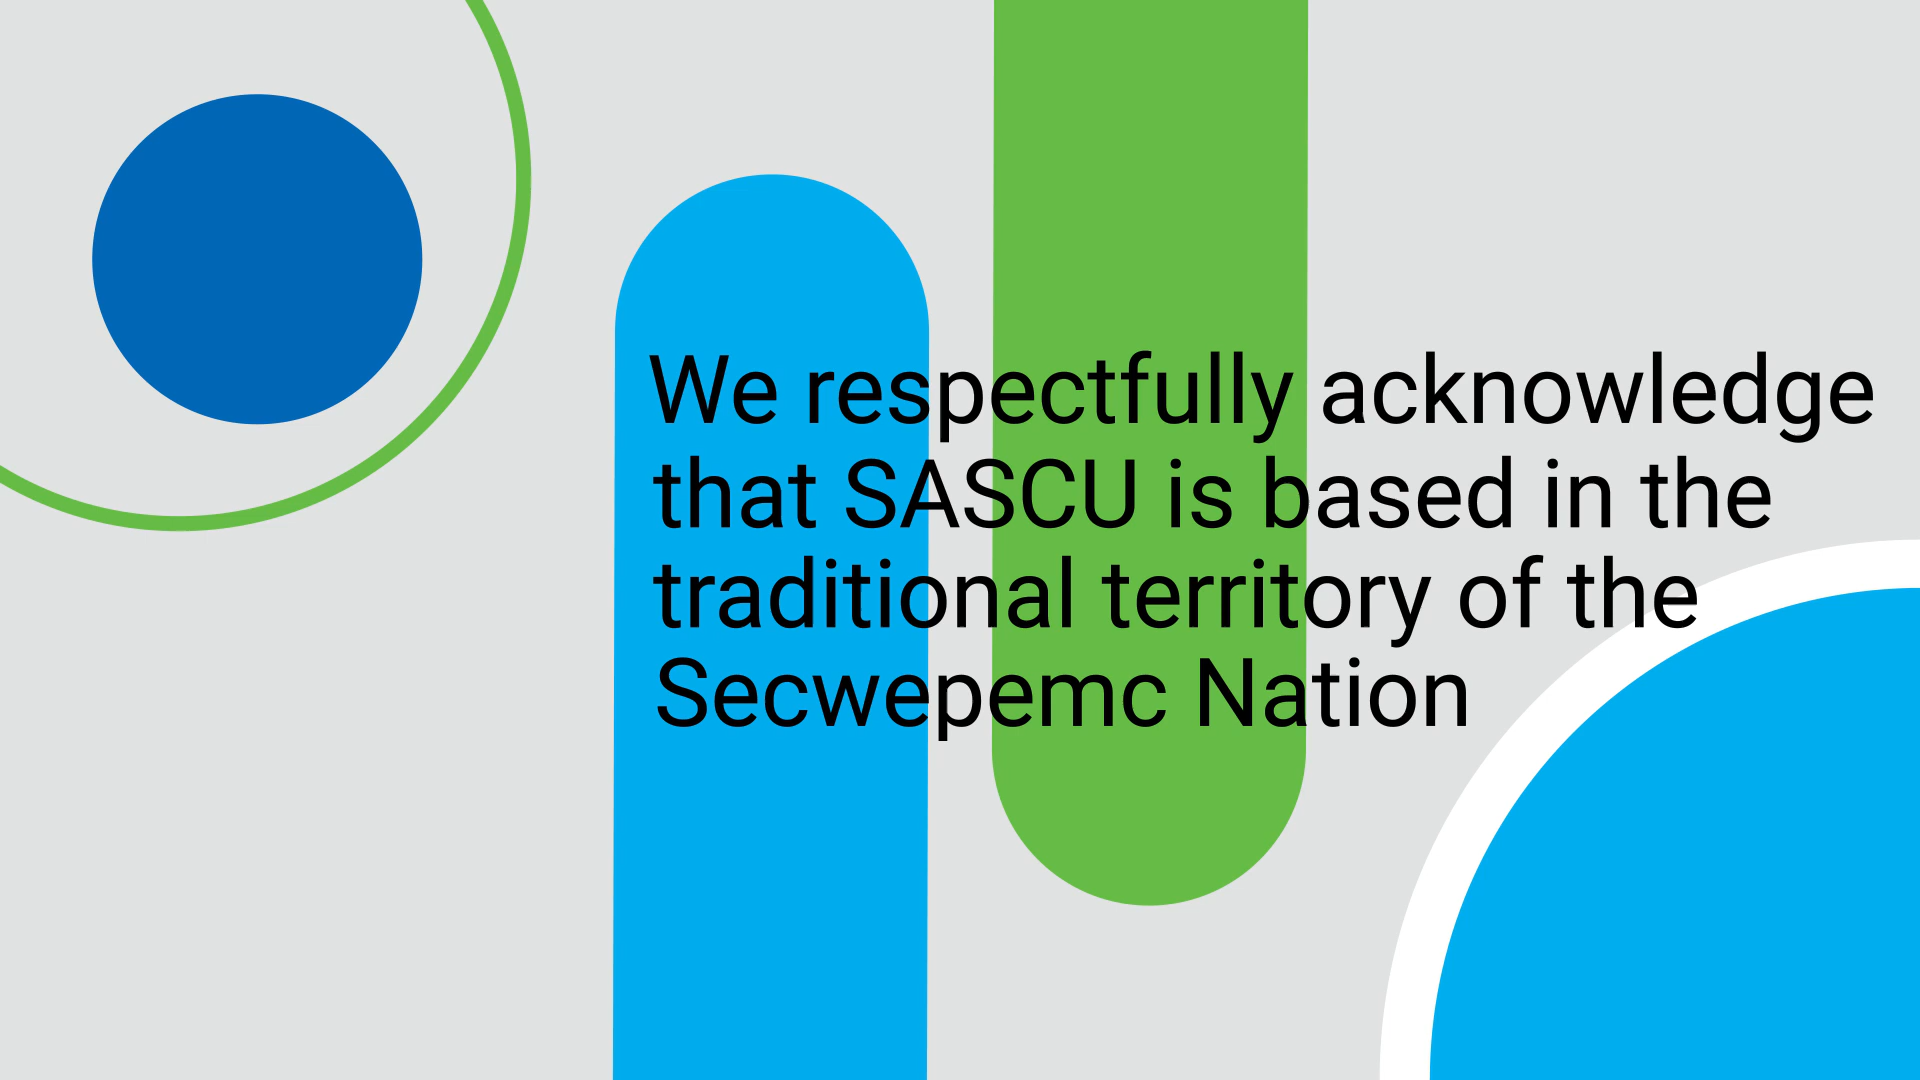 We respectfully acknowledge
that SASCU is based in the
traditional territory of the
Secwepemc Nation